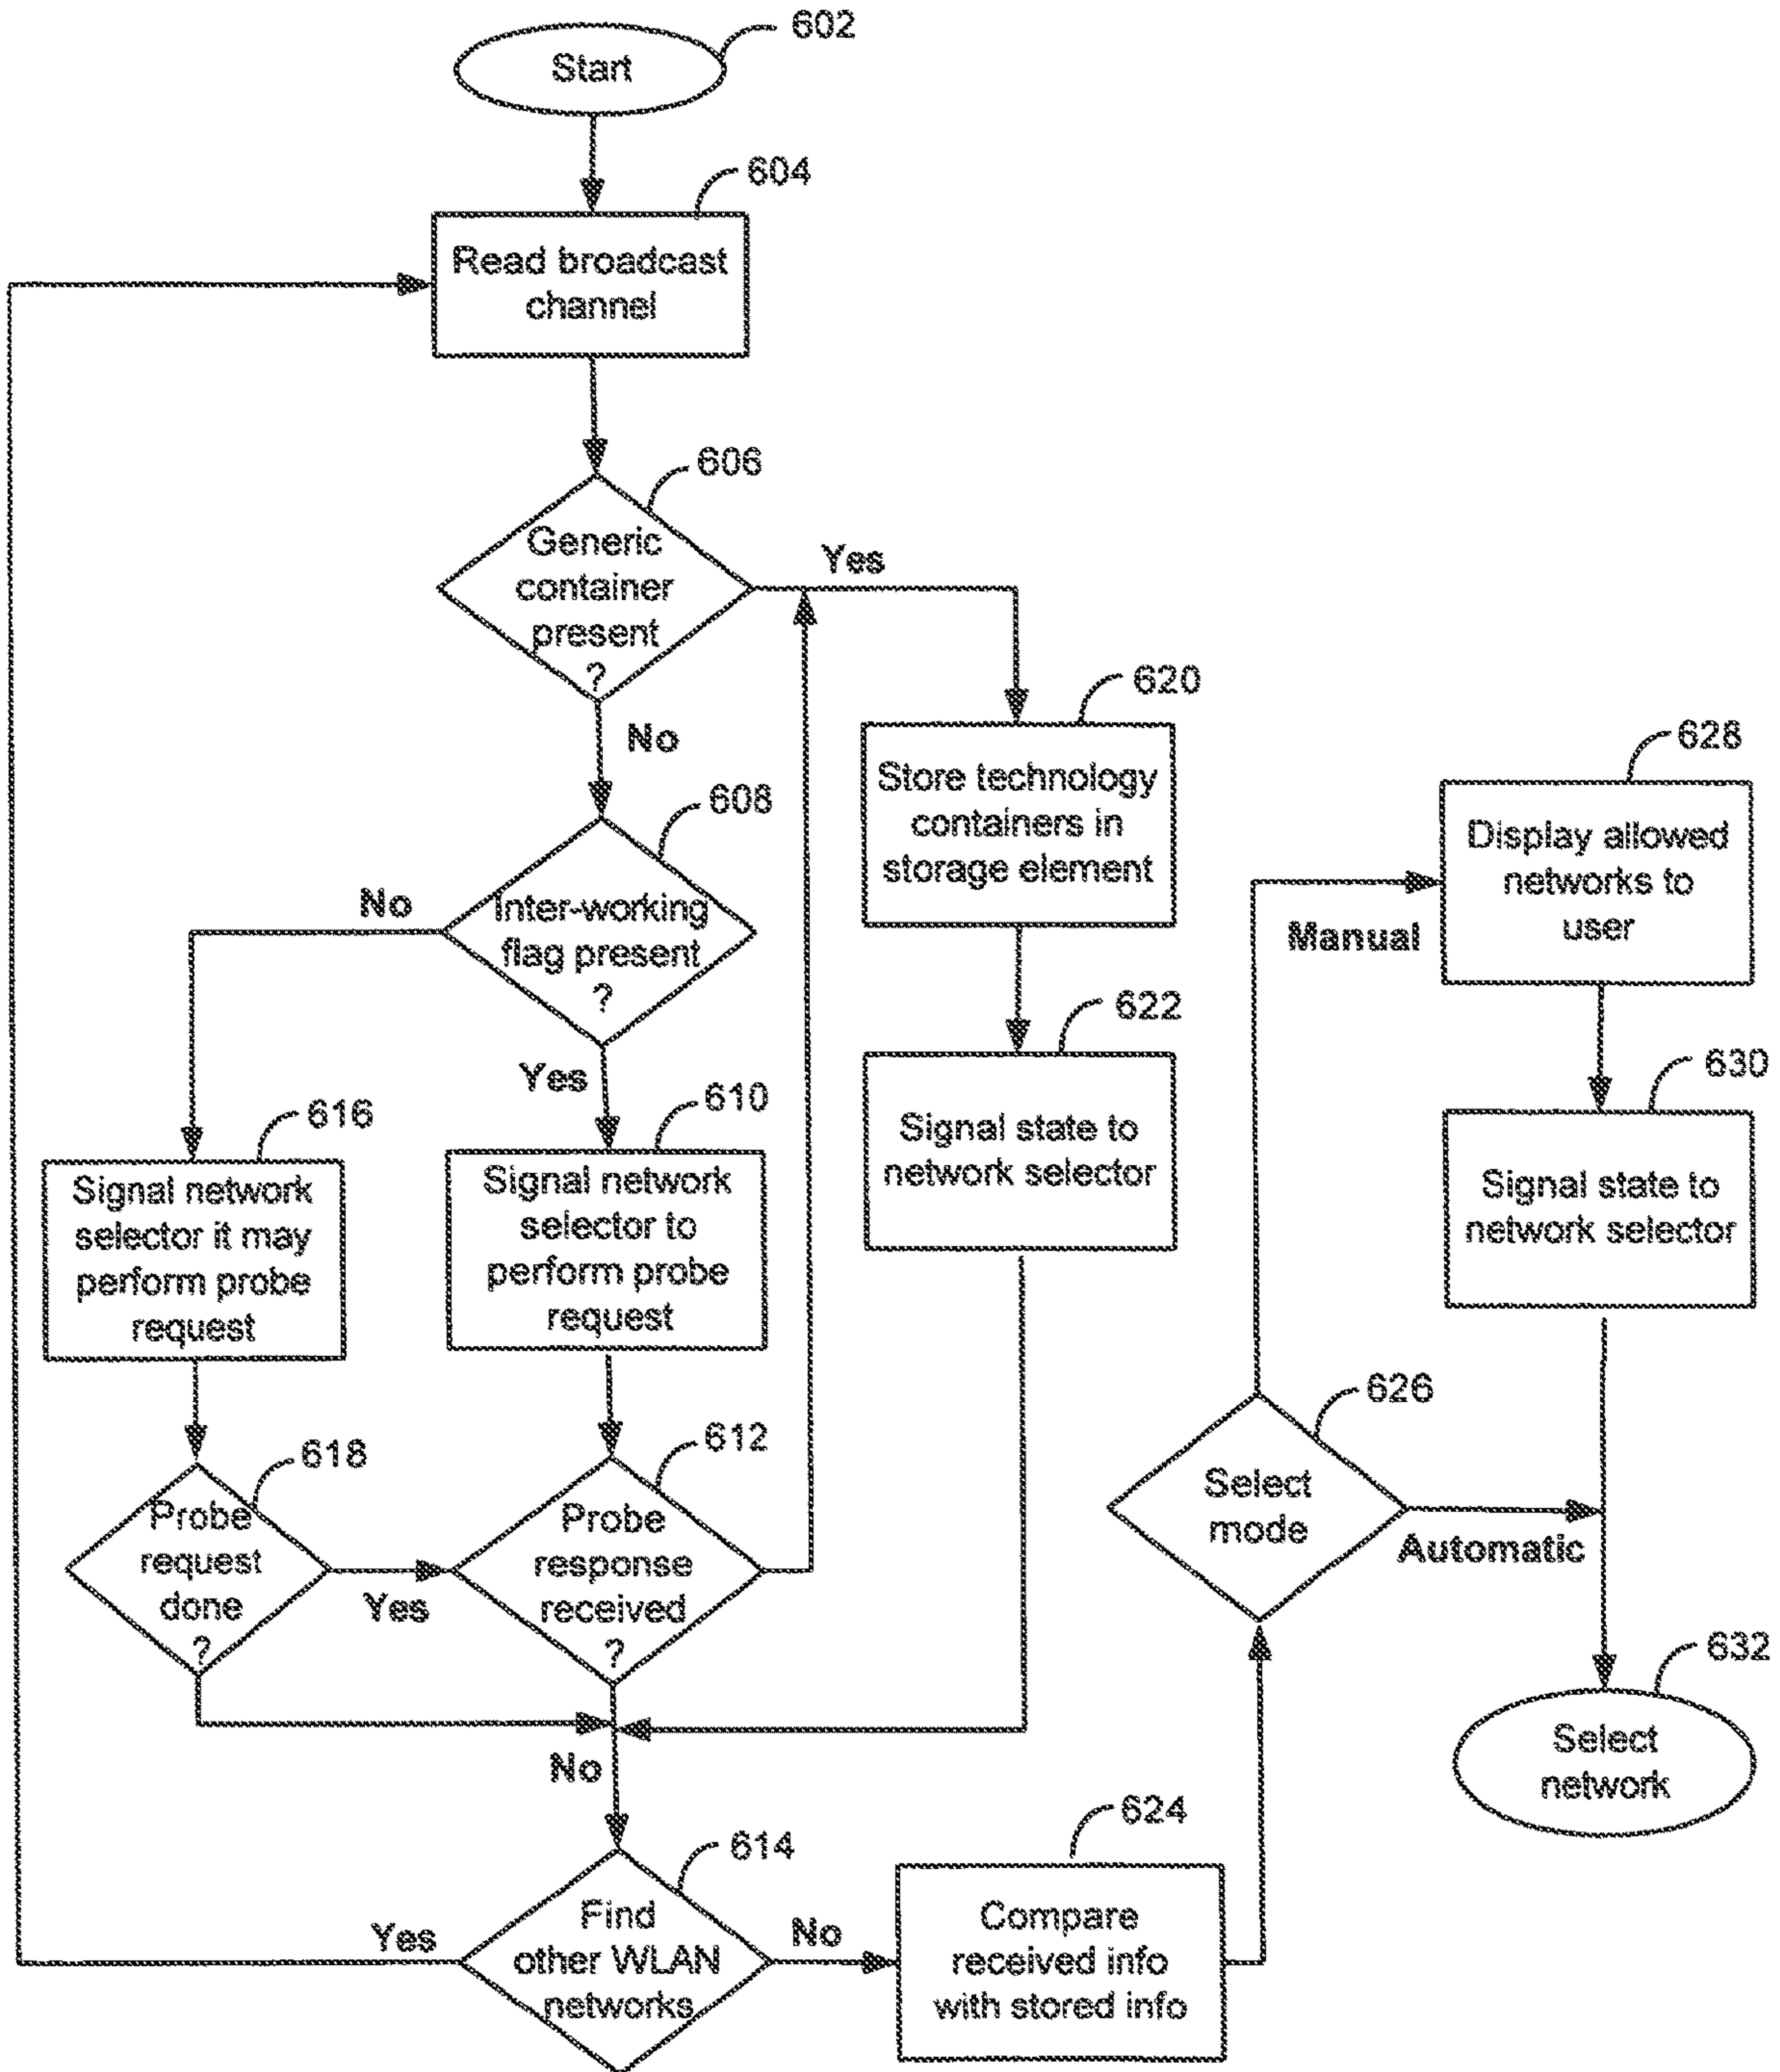 602
Start
604
Read broadcast
channel
606
Generic
container
present
?
Yes
No
620
Store technology
containers in
storage element
628
Display allowed
networks to
user
608
Inter-working
flag present
?
No
Yes
Manual
622
Signal state to
network selector
630
Signal state to
network selector
616
Signal network
selector it may
perform probe
request
610
Signal network
selector to
perform probe
request
626
Select
mode
Automatic
618
Probe
request
done
?
Yes
612
Probe
response
received
?
No
632
Select
network
614
Find
other WLAN
networks
Yes
No
624
Compare
received info
with stored info